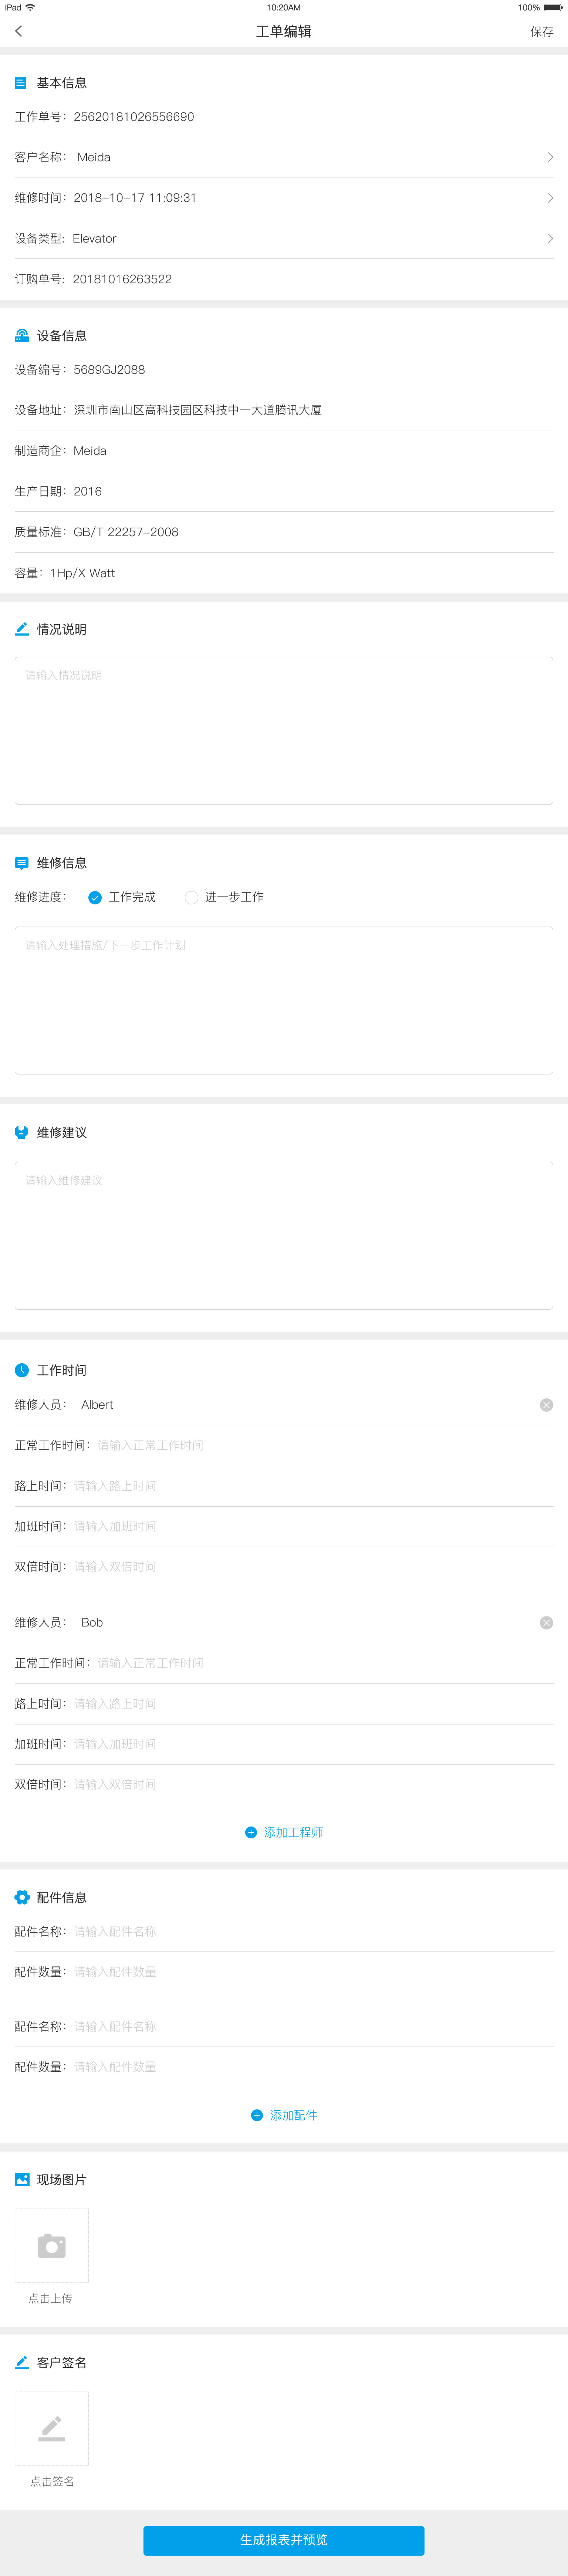 iPad 10:20AM 100%
工单编辑 保存
基本信息
工作单号：25620181026556690
客户名称： Meida
维修时间：2018-10-17 11:09:31
设备类型: Elevator
订购单号: 20181016263522
设备信息
设备编号：5689GJ2088
设备地址：深圳市南山区高科技园区科技中一大道腾讯大厦
制造商企：Meida
生产日期：2016
质量标准：GB/T 22257-2008
容量：1Hp/X Watt
情况说明
请输入情况说明
维修信息
维修进度： 工作完成 进一步工作
请输入处理措施/下一步工作计划
维修建议
请输入维修建议
工作时间
维修人员： Albert
正常工作时间：请输入正常工作时间
路上时间：请输入路上时间
加班时间：请输入加班时间
双倍时间：请输入双倍时间
维修人员： Bob
正常工作时间：请输入正常工作时间
路上时间：请输入路上时间
加班时间：请输入加班时间
双倍时间：请输入双倍时间
添加工程师
配件信息
配件名称：请输入配件名称
配件数量：请输入配件数量
配件名称：请输入配件名称
配件数量：请输入配件数量
添加配件
现场图片
点击上传
客户签名
点击签名
生成报表并预览